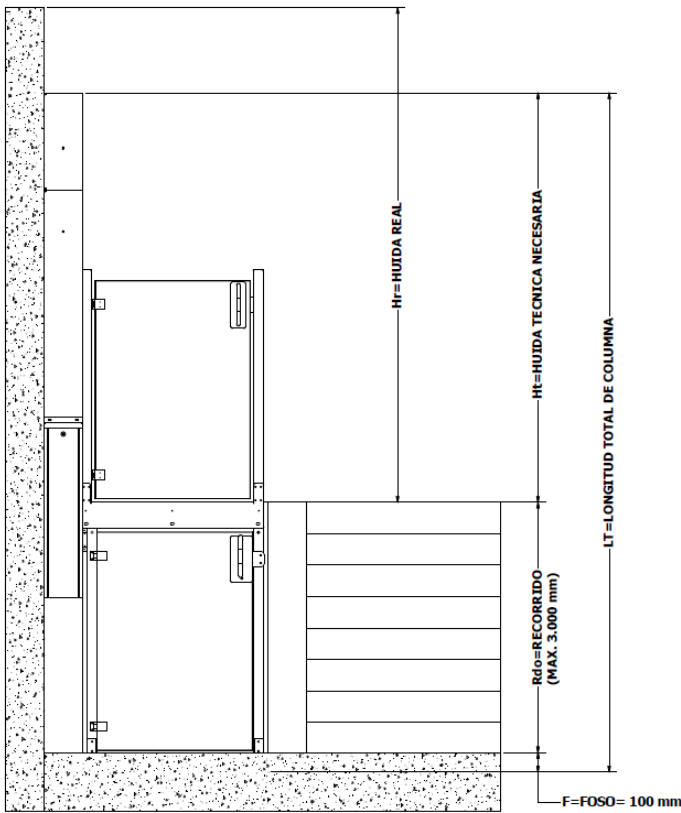 Hr=HUIDA REAL
Ht=HUIDA TECNICA NECESARIA
LT=LONGITUD TOTAL DE COLUMNA
Rdo=RECORRIDO
(MAX. 3.000 mm)
F=FOSO= 100 mm